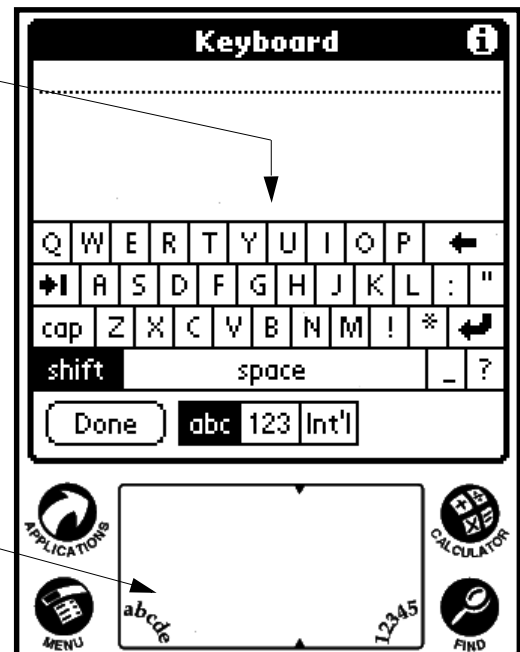 Keyboard i
Q W E R T Y U I O P
A S D F G H J K L : "
cap Z X C V B N M ! *
shift space _ ?
Done abc 123 Int'l
APPLICATIONS CALCULATOR
abcde 12345
MENU FIND